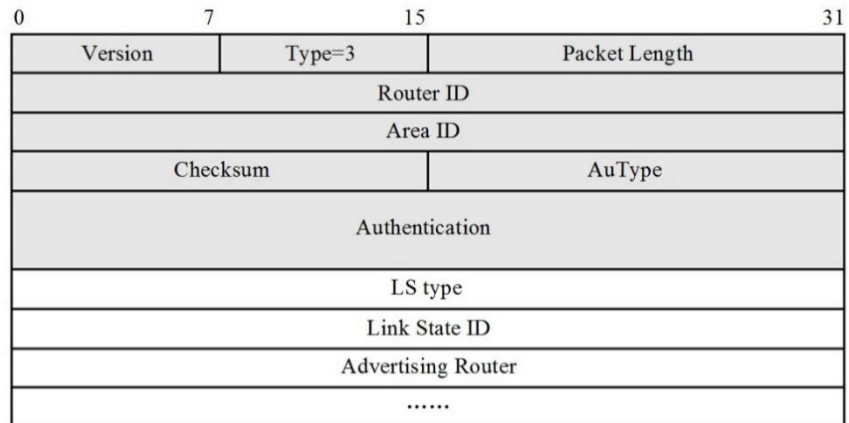 0 7 15 31
Version Type=3 Packet Length
Router ID
Area ID
Checksum AuType
Authentication
LS type
Link State ID
Advertising Router
······